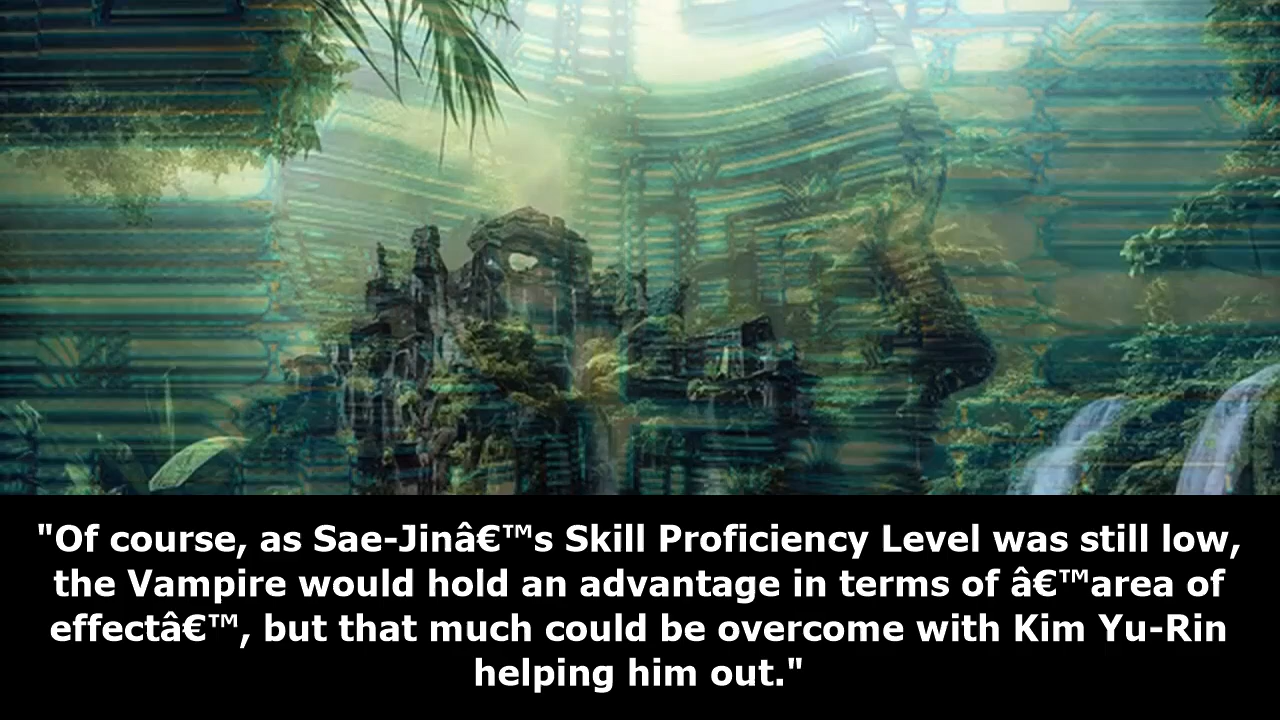 "Of course, as Sae-Jinâ€™s Skill Proficiency Level was still low,
the Vampire would hold an advantage in terms of â€™area of
effectâ€™, but that much could be overcome with Kim Yu-Rin
helping him out."